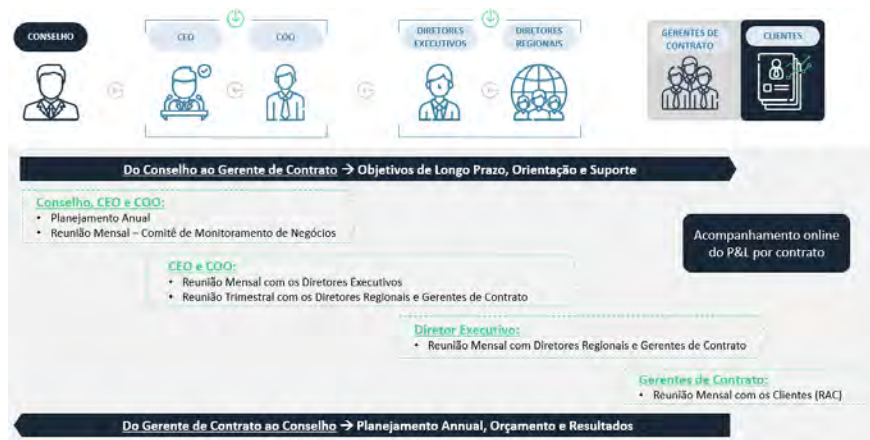 CONSELHO
CEO
COO
DIRETORES
EXECUTIVOS
DIRETORES
REGIONAIS
GERENTES DE
CONTRATO
CLIENTES
Do Conselho ao Gerente de Contrato → Objetivos de Longo Prazo, Orientação e Suporte
Conselho, CEO e COO:
• Planejamento Anual
• Reunião Mensal – Comitê de Monitoramento de Negócios
Acompanhamento online
do P&L por contrato
CEO e COO:
• Reunião Mensal com os Diretores Executivos
• Reunião Trimestral com os Diretores Regionais e Gerentes de Contrato
Diretor Executivo:
• Reunião Mensal com Diretores Regionais e Gerentes de Contrato
Gerentes de Contrato:
• Reunião Mensal com os Clientes (RAC)
Do Gerente de Contrato ao Conselho → Planejamento Annual, Orçamento e Resultados